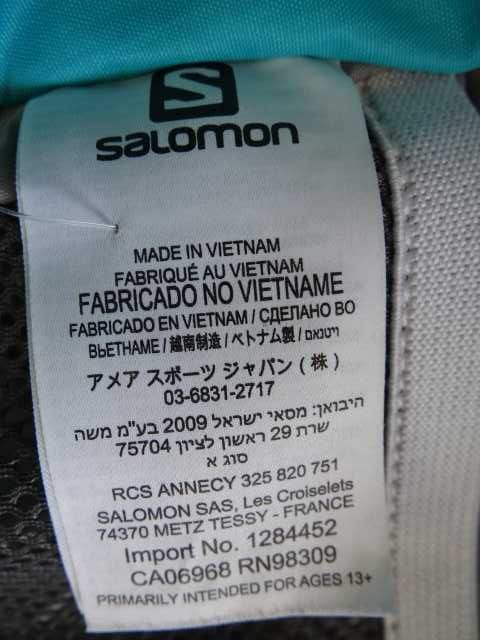 S
salomon
MADE IN VIETNAM
FABRIQUÉ AU VIETNAM
FABRICADO NO VIETNAME
FABRICADO EN VIETNAM / СДЕЛАНО ВО
ВЬЕТНАМЕ / 越南制造 / ベトナム製 / ויטנאם
アメア スポーツ ジャパン ( 株 )
03-6831-2717
היבואן: מסאי ישראל 2009 בע"מ משה
שרת 29 ראשון לציון 75704
סוג א
RCS ANNECY 325 820 751
SALOMON SAS, Les Croiselets
74370 METZ TESSY - FRANCE
Import No. 1284452
CA06968 RN98309
PRIMARILY INTENDED FOR AGES 13+